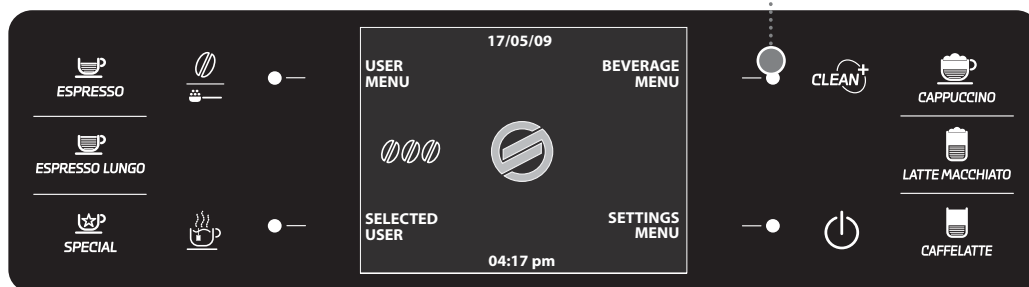 17/05/09
USER
MENU
BEVERAGE
MENU
ESPRESSO
CLEAN+
CAPPUCCINO
ESPRESSO LUNGO
LATTE MACCHIATO
SELECTED
USER
SETTINGS
MENU
SPECIAL
CAFFELATTE
04:17 pm